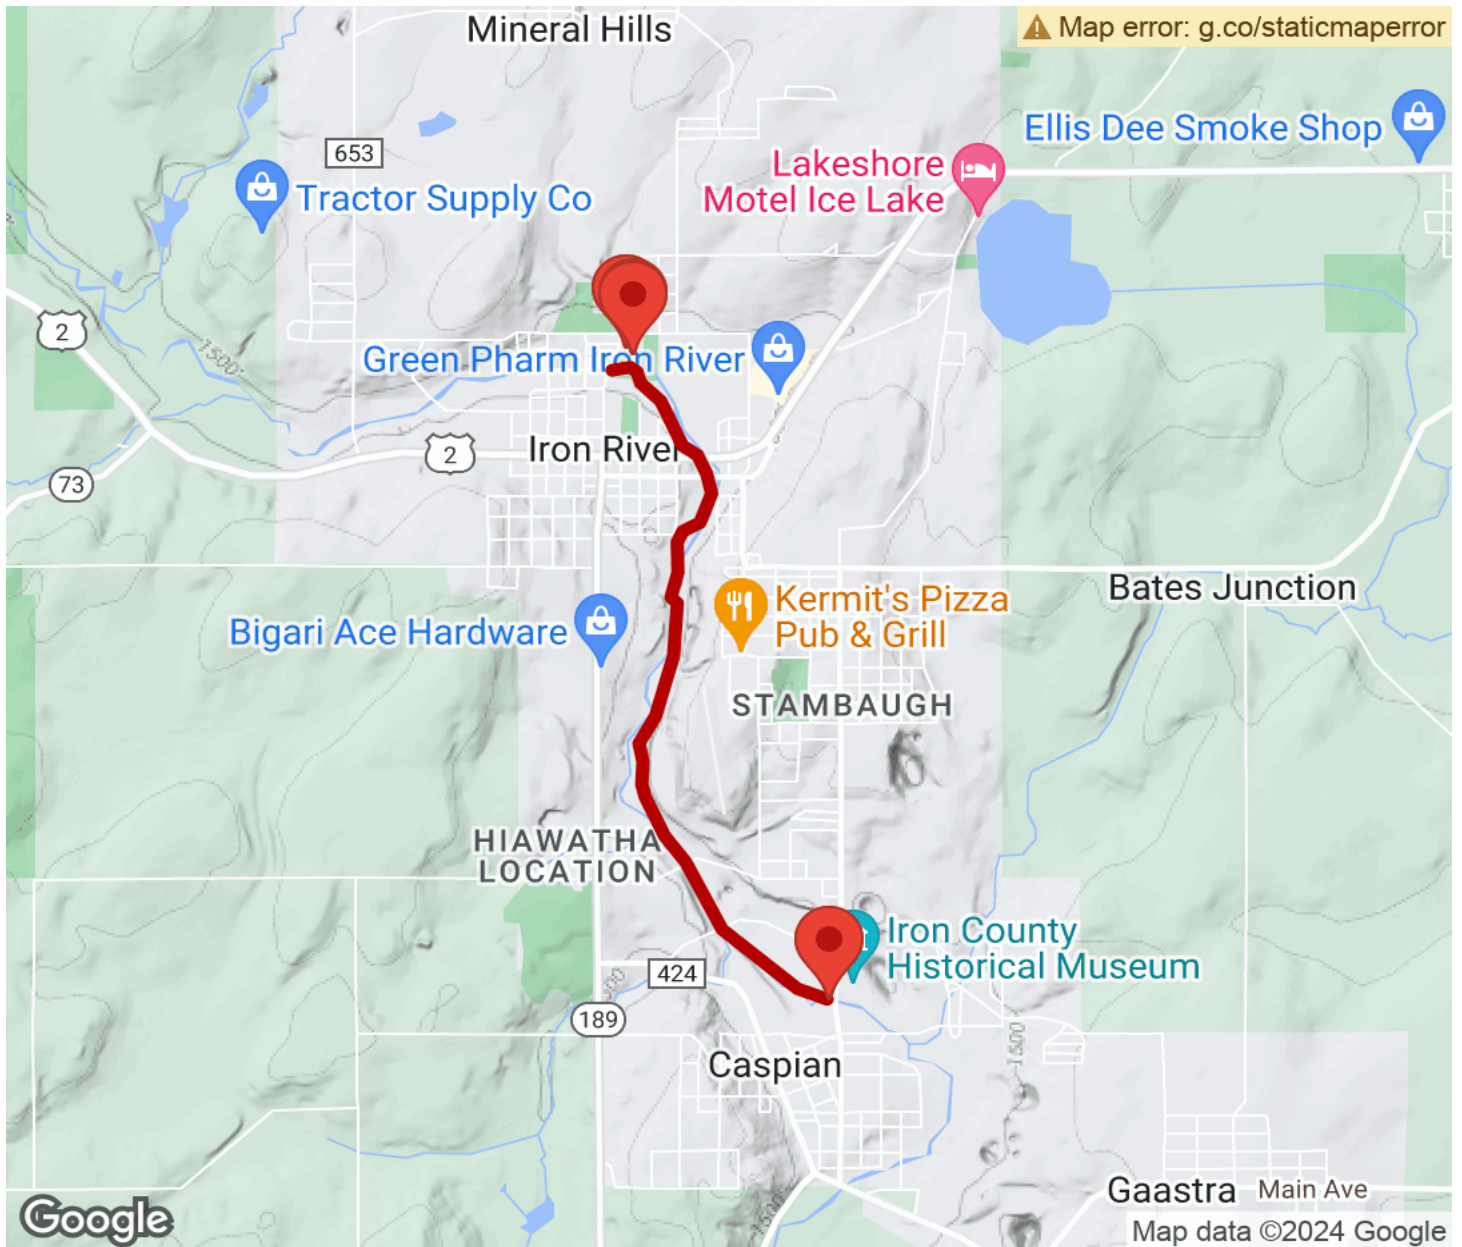 Mineral Hills
Map error: g.co/staticmaperror
Ellis Dee Smoke Shop
653
Lakeshore
Motel Ice Lake
Tractor Supply Co
2
1500'
Green Pharm Iron River
Iron River
2
73
Bates Junction
Kermit's Pizza
Pub & Grill
Bigari Ace Hardware
STAMBAUGH
HIAWATHA
LOCATION
Iron County
Historical Museum
424
189
1500
Caspian
Gaastra
Main Ave
Google
Map data ©2024 Google